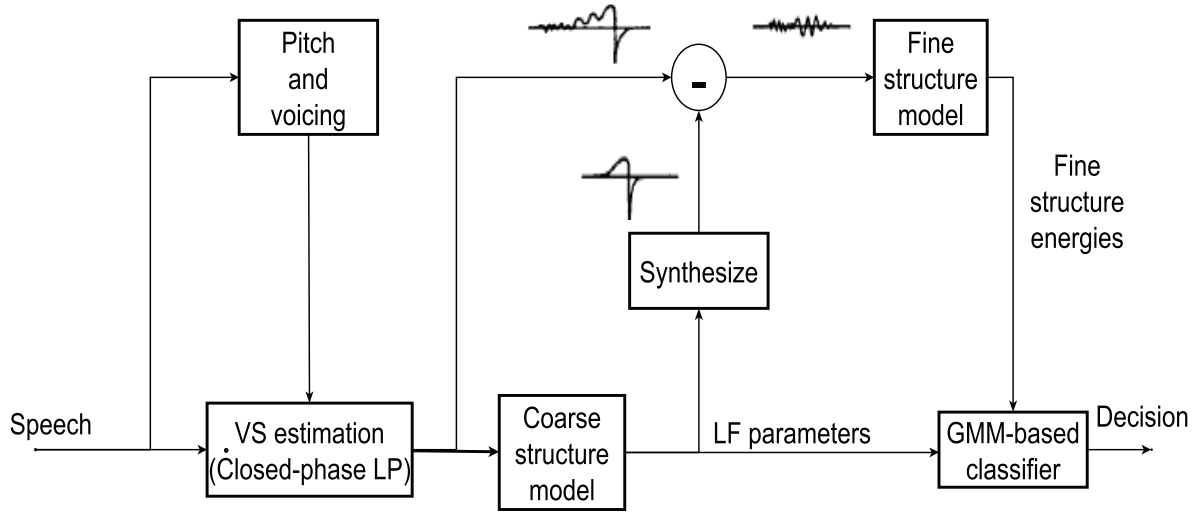 Pitch
and
voicing
-
Fine
structure
model
Fine
structure
energies
Synthesize
Speech
VS estimation
(Closed-phase LP)
Coarse
structure
model
LF parameters
GMM-based
classifier
Decision